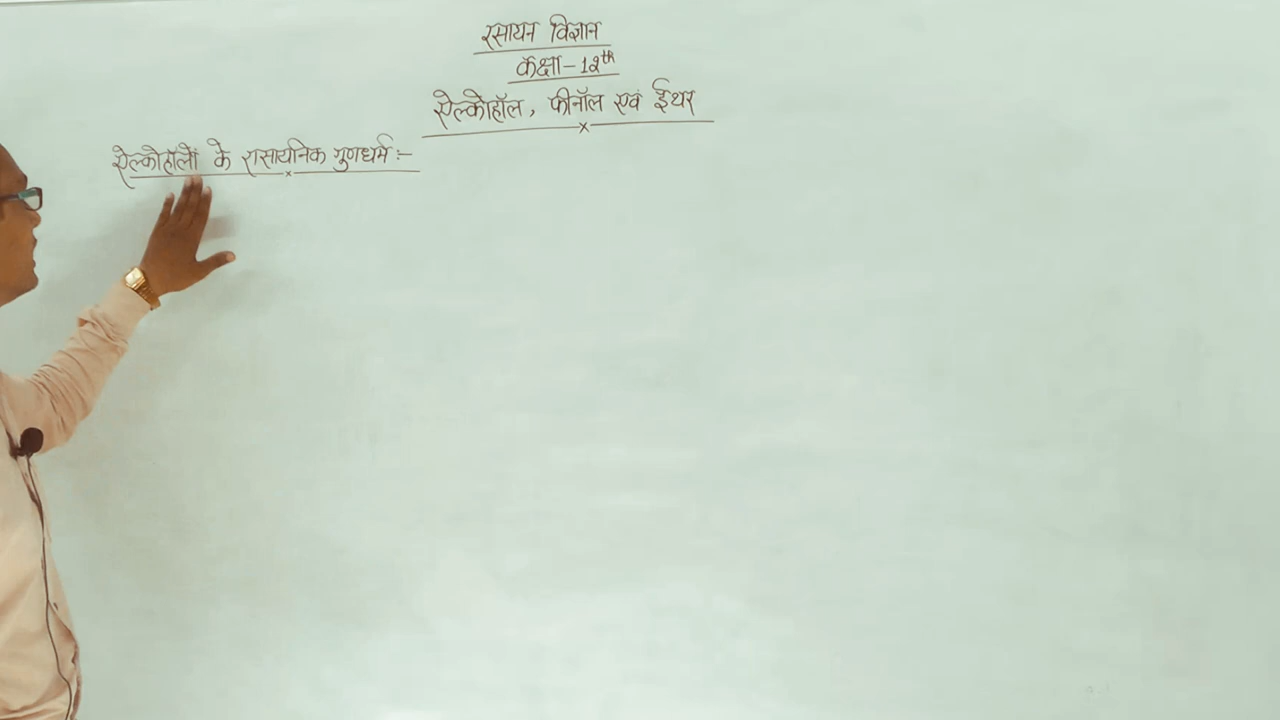 रसायन विज्ञान
कक्षा - 12th
ऐल्कोहॉल, फीनॉल एवं ईथर
ऐल्कोहॉलों के रासायनिक गुणधर्म :-